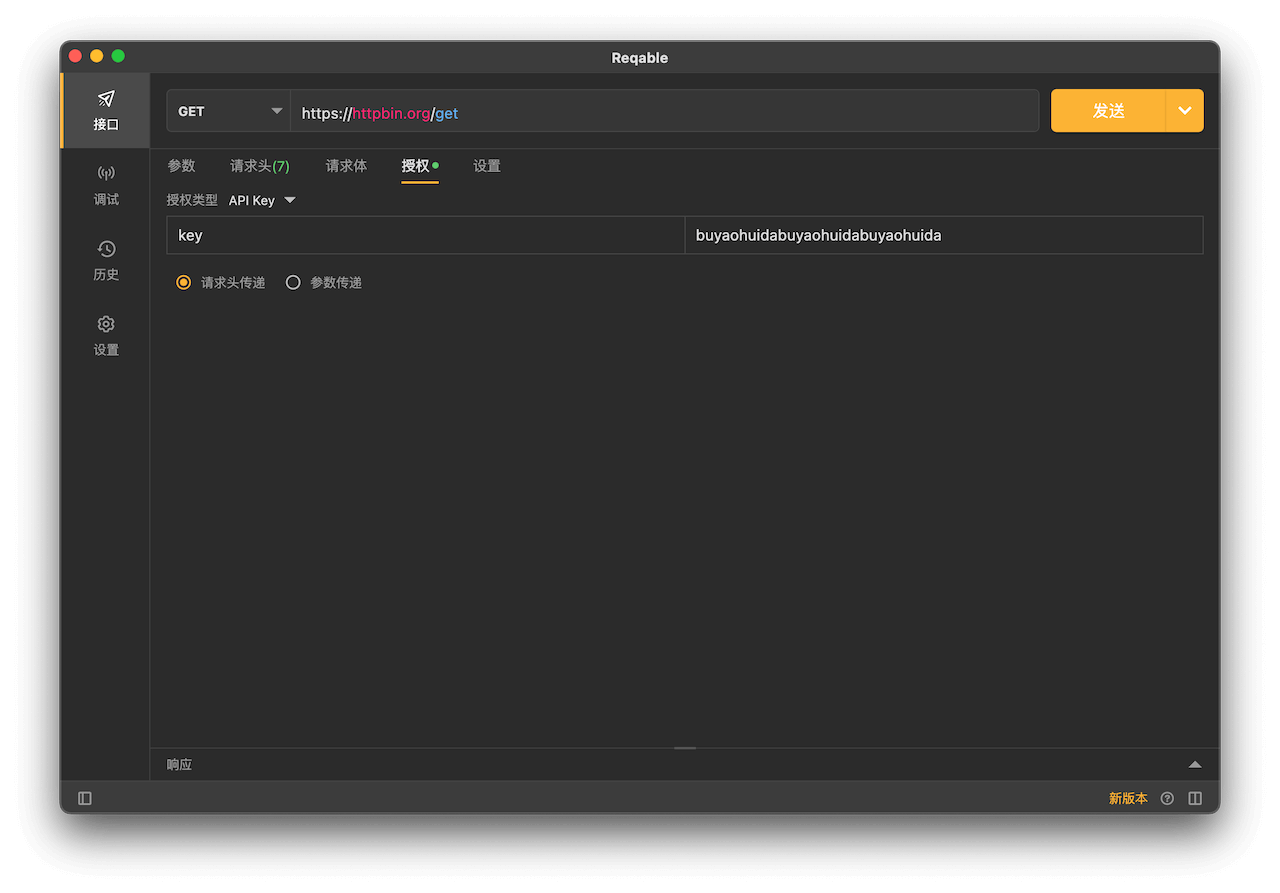 Reqable
接口
调试
历史
设置
GET https://httpbin.org/get 发送
参数 请求头(7) 请求体 授权 设置
授权类型 API Key
key buyaohuidabuyaohuidabuyaohuida
请求头传递 参数传递
响应
新版本